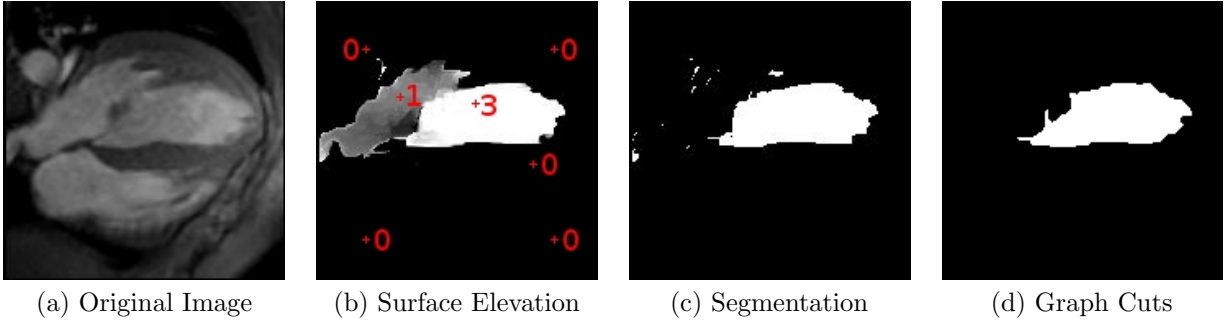 0 0
1 3
0
0 0
(a) Original Image (b) Surface Elevation (c) Segmentation (d) Graph Cuts